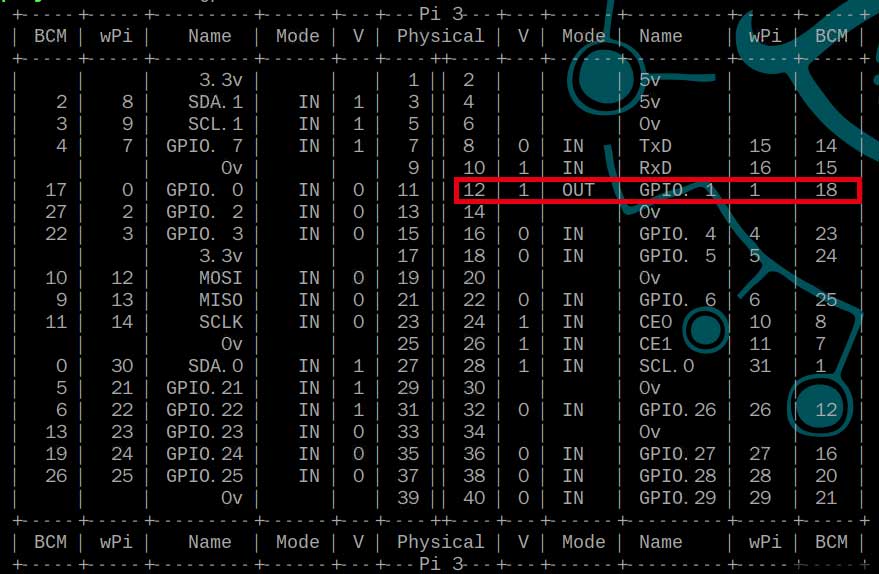 +-----+-----+---------+------+---+---Pi 3---+---+------+---------+-----+-----+
| BCM | wPi |   Name  | Mode | V | Physical | V | Mode | Name    | wPi | BCM |
+-----+-----+---------+------+---+----++----+---+------+---------+-----+-----+
|     |     |    3.3v |      |   |  1 || 2  |   |      | 5v      |     |     |
|   2 |   8 |   SDA.1 |   IN | 1 |  3 || 4  |   |      | 5v      |     |     |
|   3 |   9 |   SCL.1 |   IN | 1 |  5 || 6  |   |      | 0v      |     |     |
|   4 |   7 | GPIO. 7 |   IN | 1 |  7 || 8  | 0 | IN   | TxD     | 15  | 14  |
|     |     |      0v |      |   |  9 || 10 | 1 | IN   | RxD     | 16  | 15  |
|  17 |   0 | GPIO. 0 |   IN | 0 | 11 || 12 | 1 | OUT  | GPIO. 1 | 1   | 18  |
|  27 |   2 | GPIO. 2 |   IN | 0 | 13 || 14 |   |      | 0v      |     |     |
|  22 |   3 | GPIO. 3 |   IN | 0 | 15 || 16 | 0 | IN   | GPIO. 4 | 4   | 23  |
|     |     |    3.3v |      |   | 17 || 18 | 0 | IN   | GPIO. 5 | 5   | 24  |
|  10 |  12 |    MOSI |   IN | 0 | 19 || 20 |   |      | 0v      |     |     |
|   9 |  13 |    MISO |   IN | 0 | 21 || 22 | 0 | IN   | GPIO. 6 | 6   | 25  |
|  11 |  14 |    SCLK |   IN | 0 | 23 || 24 | 1 | IN   | CE0     | 10  | 8   |
|     |     |      0v |      |   | 25 || 26 | 1 | IN   | CE1     | 11  | 7   |
|   0 |  30 |   SDA.0 |   IN | 1 | 27 || 28 | 1 | IN   | SCL.0   | 31  | 1   |
|   5 |  21 | GPIO.21 |   IN | 1 | 29 || 30 |   |      | 0v      |     |     |
|   6 |  22 | GPIO.22 |   IN | 1 | 31 || 32 | 0 | IN   | GPIO.26 | 26  | 12  |
|  13 |  23 | GPIO.23 |   IN | 0 | 33 || 34 |   |      | 0v      |     |     |
|  19 |  24 | GPIO.24 |   IN | 0 | 35 || 36 | 0 | IN   | GPIO.27 | 27  | 16  |
|  26 |  25 | GPIO.25 |   IN | 0 | 37 || 38 | 0 | IN   | GPIO.28 | 28  | 20  |
|     |     |      0v |      |   | 39 || 40 | 0 | IN   | GPIO.29 | 29  | 21  |
+-----+-----+---------+------+---+----++----+---+------+---------+-----+-----+
| BCM | wPi |   Name  | Mode | V | Physical | V | Mode | Name    | wPi | BCM |
+-----+-----+---------+------+---+---Pi 3---+---+------+---------+-----+-----+